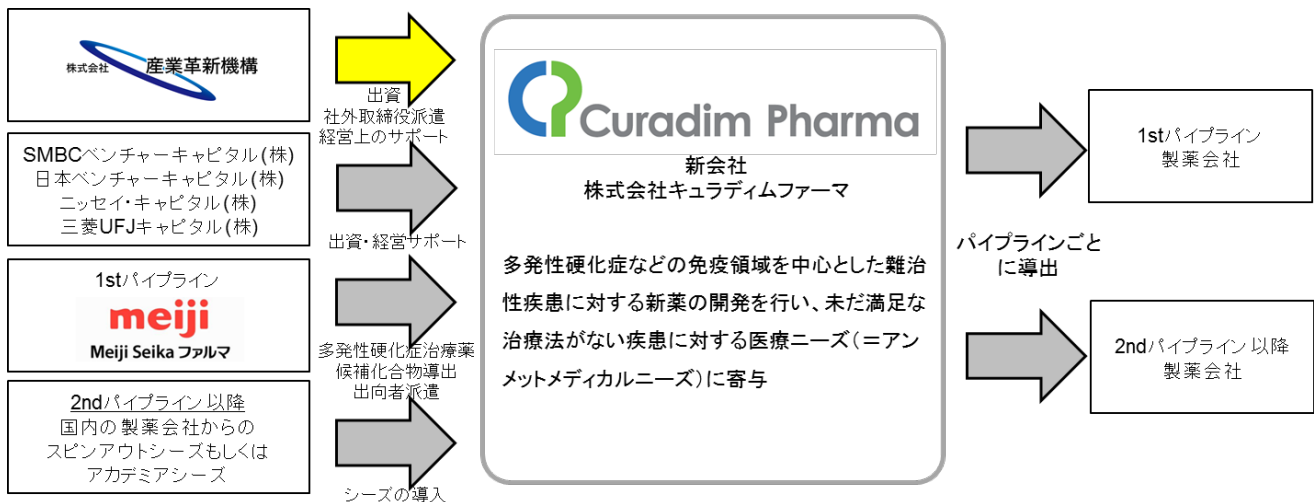 株式会社 産業革新機構
出資
社外取締役派遣
経営上のサポート
SMBCベンチャーキャピタル(株)
日本ベンチャーキャピタル(株)
ニッセイ・キャピタル(株)
三菱UFJキャピタル(株)
出資・経営サポート
1stパイプライン
meiji
Meiji Seika ファルマ
多発性硬化症治療薬
候補化合物導出
出向者派遣
2ndパイプライン以降
国内の製薬会社からの
スピンアウトシーズもしくは
アカデミアシーズ
シーズの導入
Curadim Pharma
新会社
株式会社キュラディムファーマ
多発性硬化症などの免疫領域を中心とした難治
性疾患に対する新薬の開発を行い、未だ満足な
治療法がない疾患に対する医療ニーズ(=アン
メットメディカルニーズ)に寄与
パイプラインごと
に導出
1stパイプライン
製薬会社
2ndパイプライン以降
製薬会社